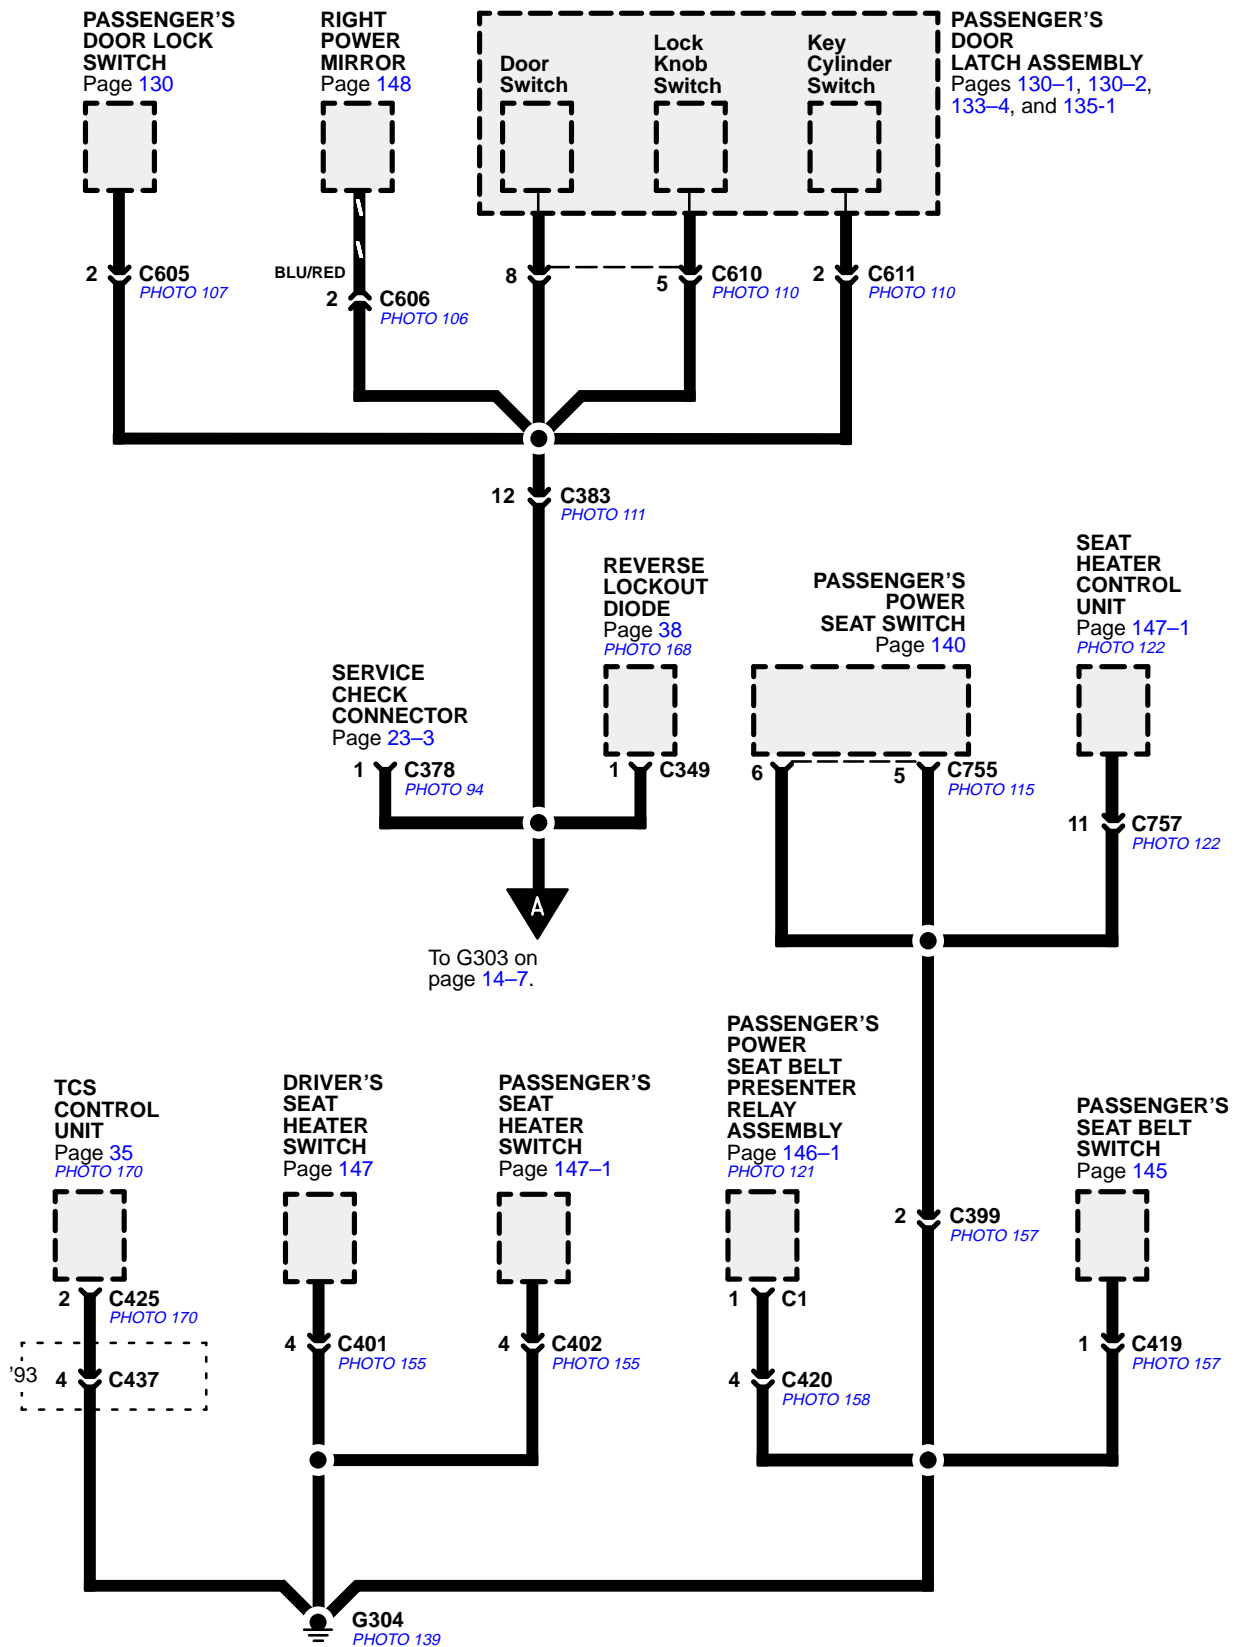 PASSENGER’S
DOOR LOCK
SWITCH
Page 130
RIGHT
POWER
MIRROR
Page 148
Door
Switch
Lock
Knob
Switch
Key
Cylinder
Switch
PASSENGER’S
DOOR
LATCH ASSEMBLY
Pages 130–1, 130–2,
133–4, and 135-1
2 C605
PHOTO 107
BLU/RED
2 C606
PHOTO 106
8
5 C610
PHOTO 110
2 C611
PHOTO 110
12 C383
PHOTO 111
REVERSE
LOCKOUT
DIODE
Page 38
PHOTO 168
PASSENGER’S
POWER
SEAT SWITCH
Page 140
SEAT
HEATER
CONTROL
UNIT
Page 147–1
PHOTO 122
SERVICE
CHECK
CONNECTOR
Page 23–3
1 C378
PHOTO 94
1 C349
6
5 C755
PHOTO 115
11 C757
PHOTO 122
A
To G303 on
page 14–7.
TCS
CONTROL
UNIT
Page 35
PHOTO 170
DRIVER’S
SEAT
HEATER
SWITCH
Page 147
PASSENGER’S
SEAT
HEATER
SWITCH
Page 147–1
PASSENGER’S
POWER
SEAT BELT
PRESENTER
RELAY
ASSEMBLY
Page 146–1
PHOTO 121
PASSENGER’S
SEAT BELT
SWITCH
Page 145
2 C399
PHOTO 157
2 C425
PHOTO 170
’93 4 C437
4 C401
PHOTO 155
4 C402
PHOTO 155
1 C1
4 C420
PHOTO 158
1 C419
PHOTO 157
G304
PHOTO 139